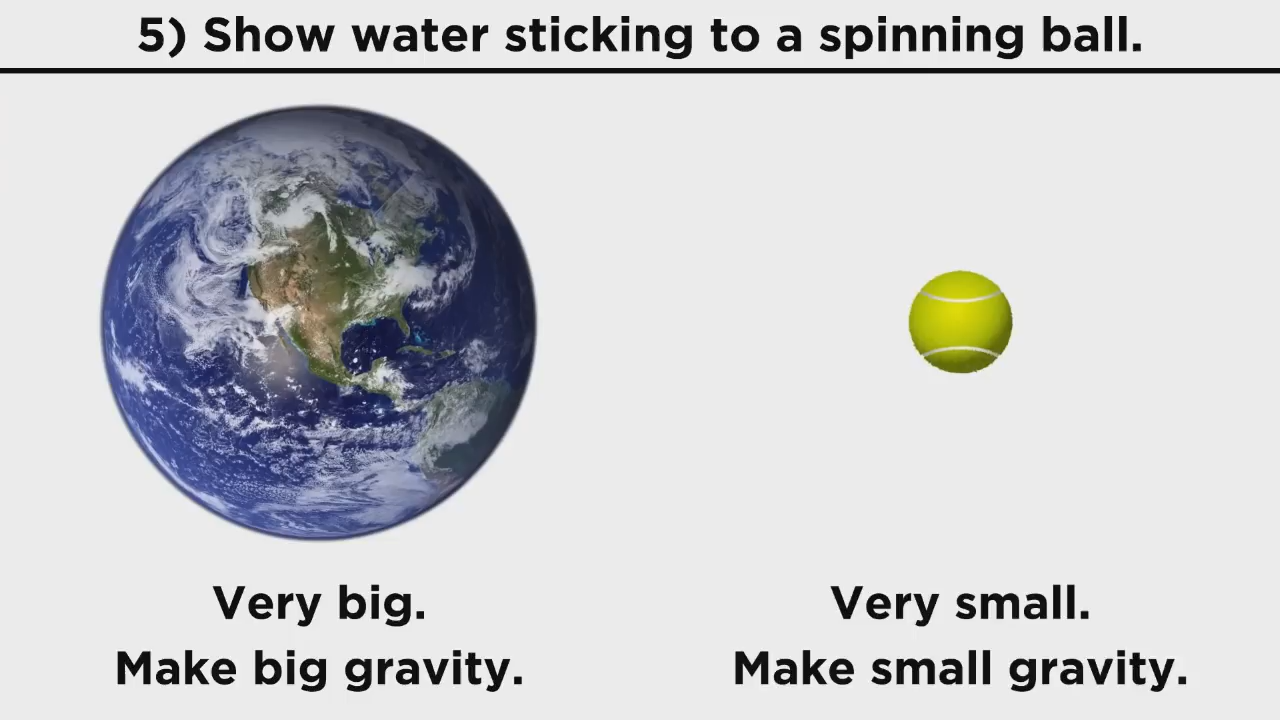 5) Show water sticking to a spinning ball.
Very big.
Make big gravity.
Very small.
Make small gravity.